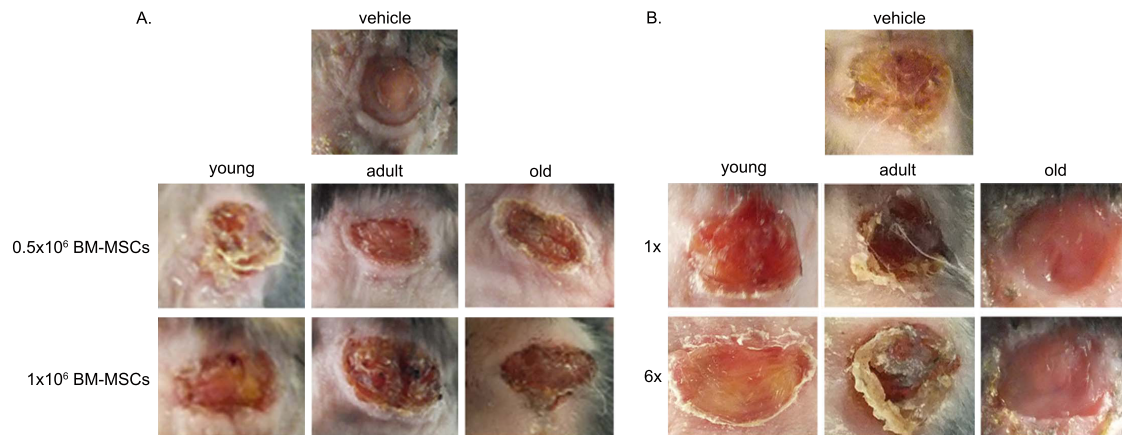 A.
vehicle
young adult old
0.5x10⁶ BM-MSCs
1x10⁶ BM-MSCs
B.
vehicle
young adult old
1x
6x